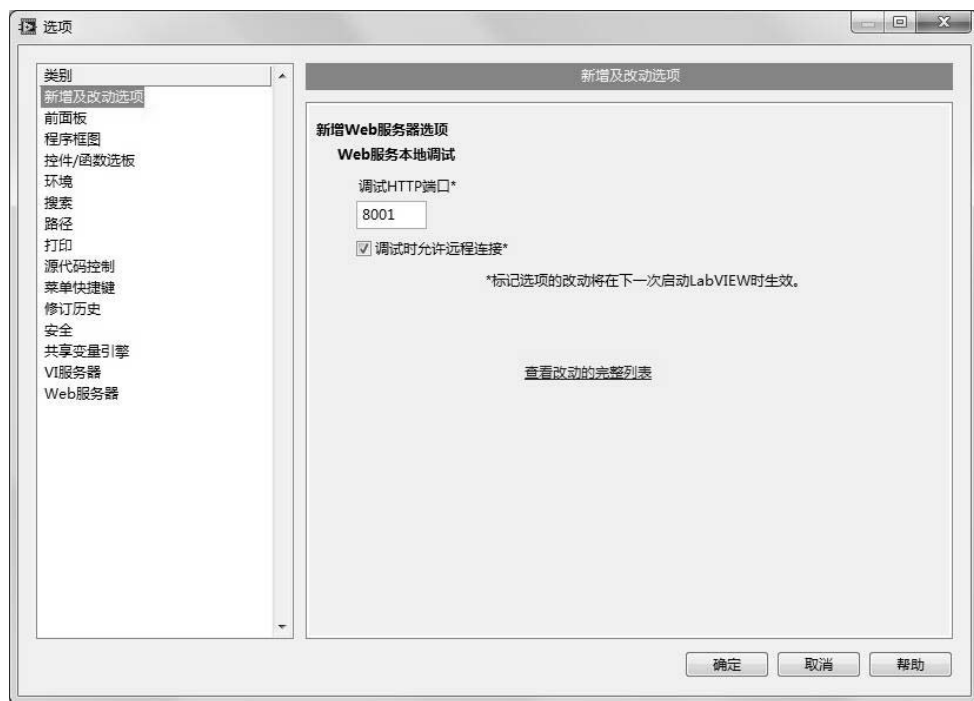 选项
类别
新增及改动选项
前面板
程序框图
控件/函数选板
环境
搜索
路径
打印
源代码控制
菜单快捷键
修订历史
安全
共享变量引擎
VI服务器
Web服务器
新增及改动选项
新增Web服务器选项
Web服务本地调试
调试HTTP端口*
8001
调试时允许远程连接*
*标记选项的改动将在下一次启动LabVIEW时生效。
查看改动的完整列表
确定
取消
帮助